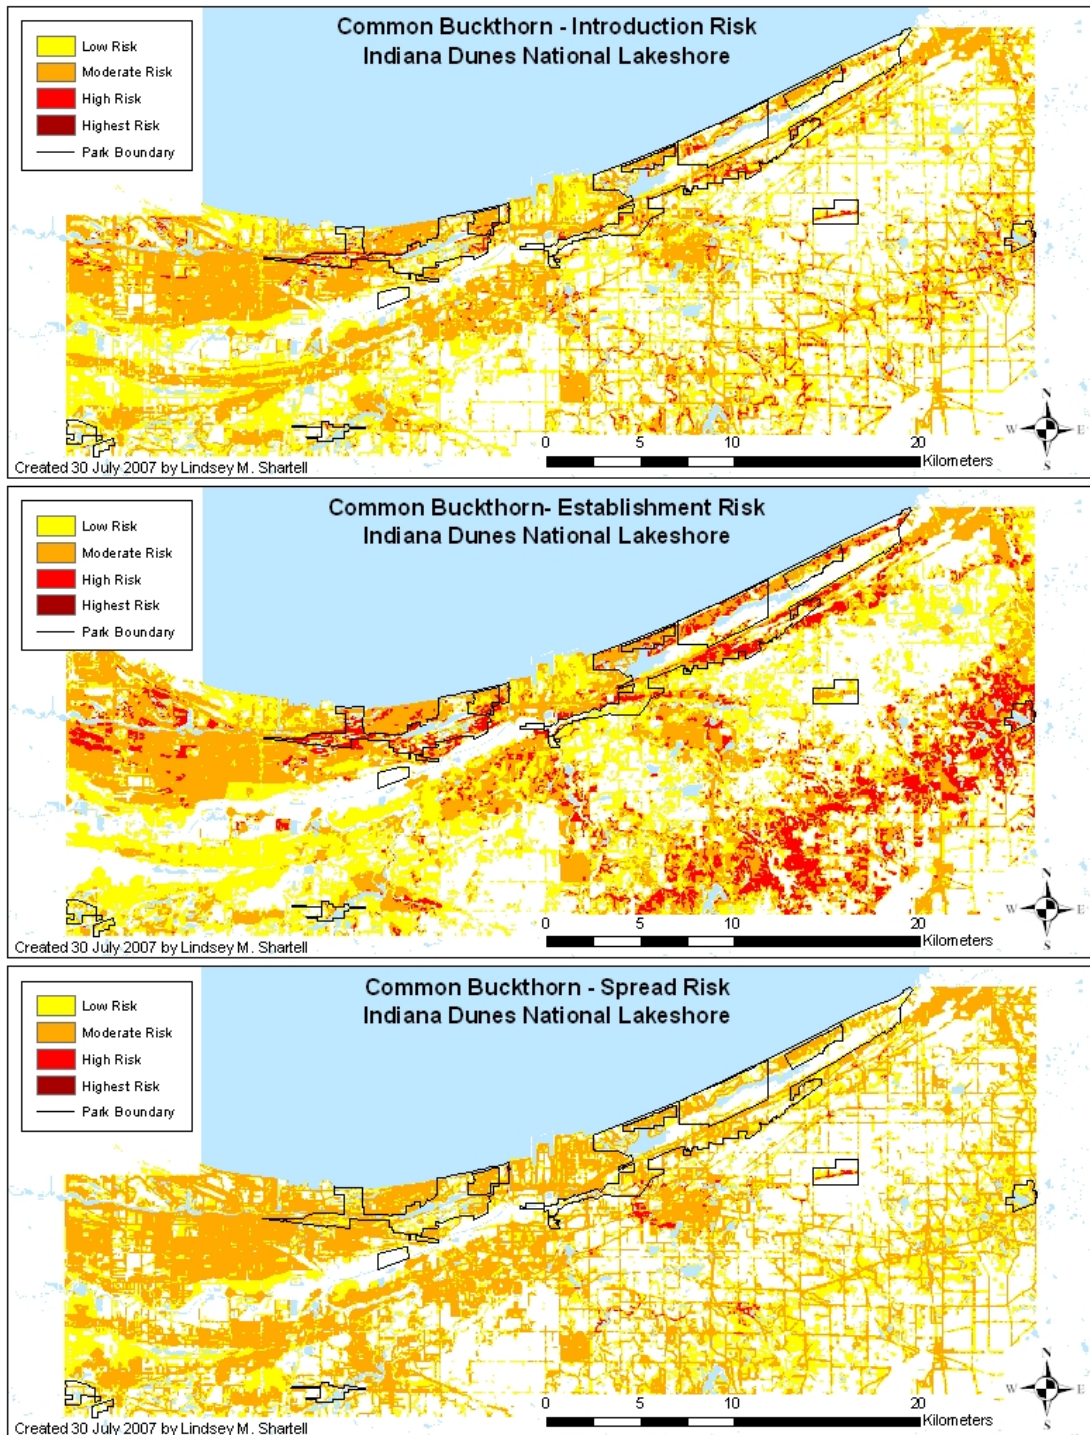 Common Buckthorn - Introduction Risk
Indiana Dunes National Lakeshore
Low Risk
Moderate Risk
High Risk
Highest Risk
Park Boundary
N
W E
S
0 5 10 20
Kilometers
Created 30 July 2007 by Lindsey M. Shartell
Common Buckthorn- Establishment Risk
Indiana Dunes National Lakeshore
Low Risk
Moderate Risk
High Risk
Highest Risk
Park Boundary
N
W E
S
0 5 10 20
Kilometers
Created 30 July 2007 by Lindsey M. Shartell
Common Buckthorn - Spread Risk
Indiana Dunes National Lakeshore
Low Risk
Moderate Risk
High Risk
Highest Risk
Park Boundary
N
W E
S
0 5 10 20
Kilometers
Created 30 July 2007 by Lindsey M. Shartell